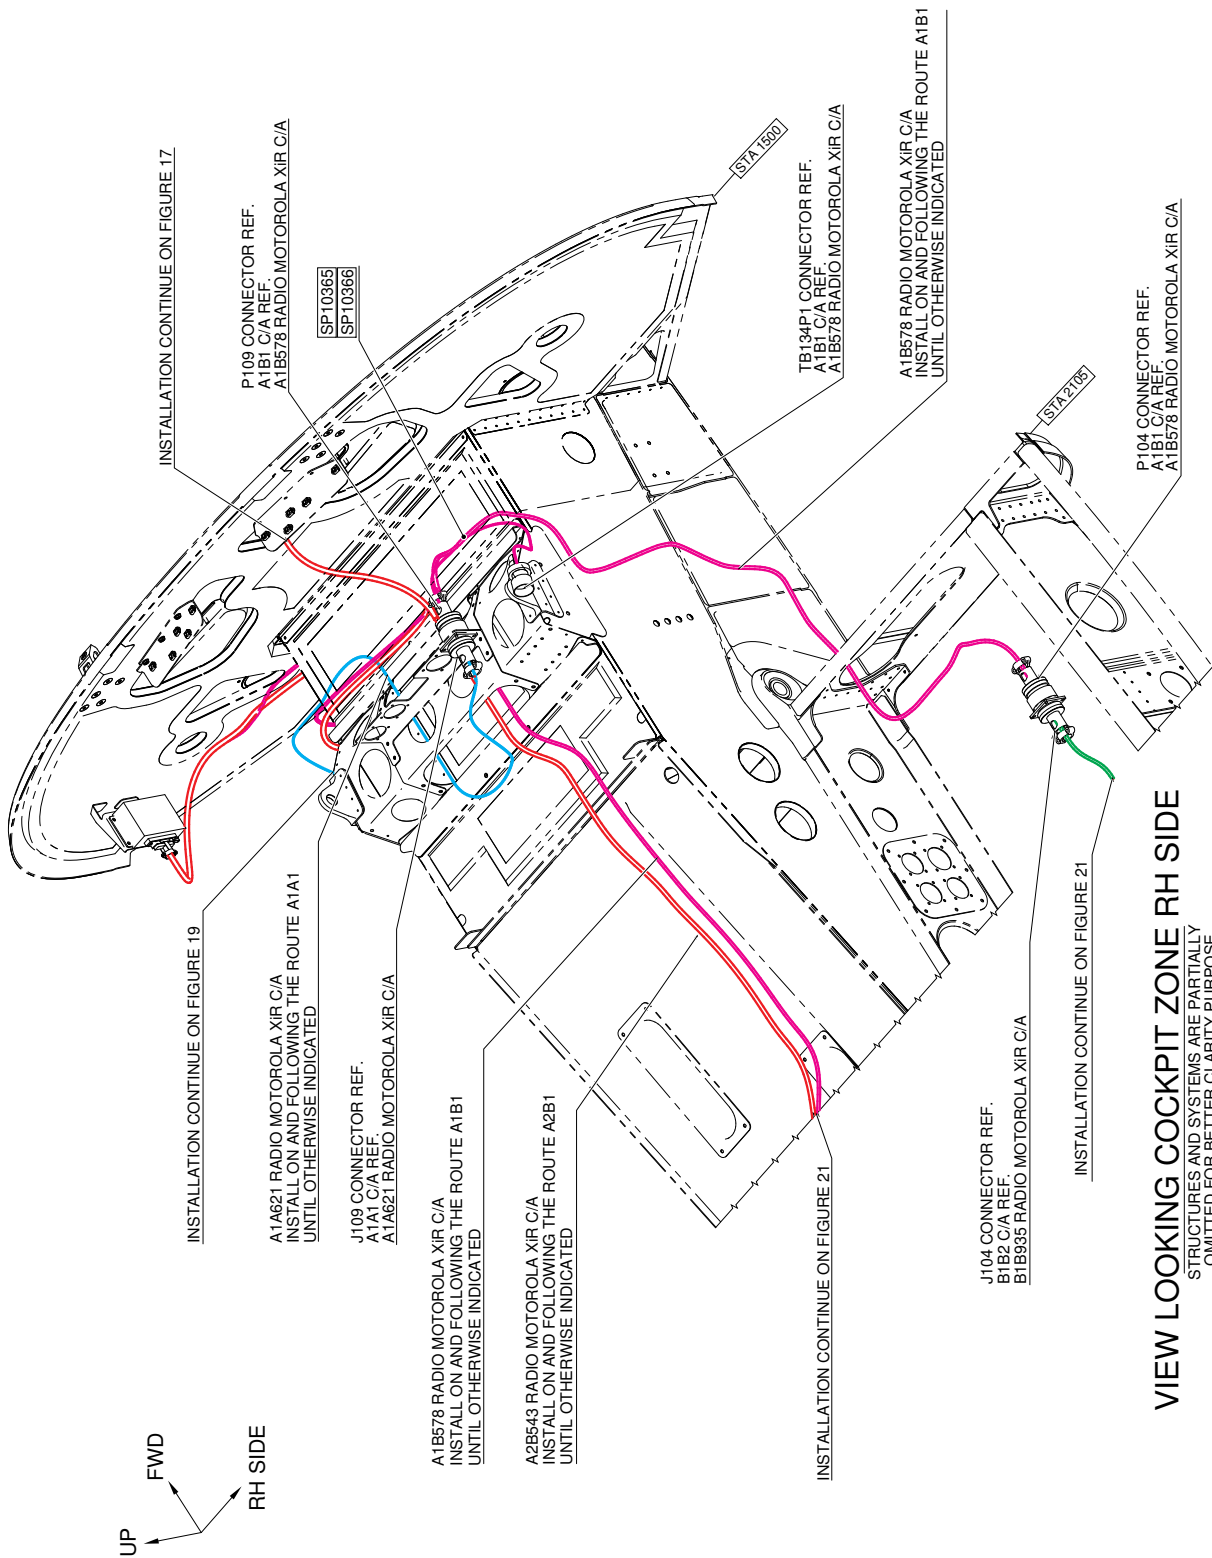 UP
FWD
RH SIDE
INSTALLATION CONTINUE ON FIGURE 19
A1A621 RADIO MOTOROLA XiR C/A
INSTALL ON AND FOLLOWING THE ROUTE A1A1
UNTIL OTHERWISE INDICATED
J109 CONNECTOR REF.
A1A1 C/A REF.
A1A621 RADIO MOTOROLA XiR C/A
A1B578 RADIO MOTOROLA XiR C/A
INSTALL ON AND FOLLOWING THE ROUTE A1B1
UNTIL OTHERWISE INDICATED
A2B543 RADIO MOTOROLA XiR C/A
INSTALL ON AND FOLLOWING THE ROUTE A2B1
UNTIL OTHERWISE INDICATED
INSTALLATION CONTINUE ON FIGURE 21
J104 CONNECTOR REF.
B1B2 C/A REF.
B1B935 RADIO MOTOROLA XiR C/A
INSTALLATION CONTINUE ON FIGURE 21
INSTALLATION CONTINUE ON FIGURE 17
P109 CONNECTOR REF.
A1B1 C/A REF.
A1B578 RADIO MOTOROLA XiR C/A
SP10365
SP10366
STA 1500
TB134P1 CONNECTOR REF.
A1B1 C/A REF.
A1B578 RADIO MOTOROLA XiR C/A
A1B578 RADIO MOTOROLA XiR C/A
INSTALL ON AND FOLLOWING THE ROUTE A1B1
UNTIL OTHERWISE INDICATED
STA 2105
P104 CONNECTOR REF.
A1B1 C/A REF.
A1B578 RADIO MOTOROLA XiR C/A
VIEW LOOKING COCKPIT ZONE RH SIDE
STRUCTURES AND SYSTEMS ARE PARTIALLY
OMITTED FOR BETTER CLARITY PURPOSE